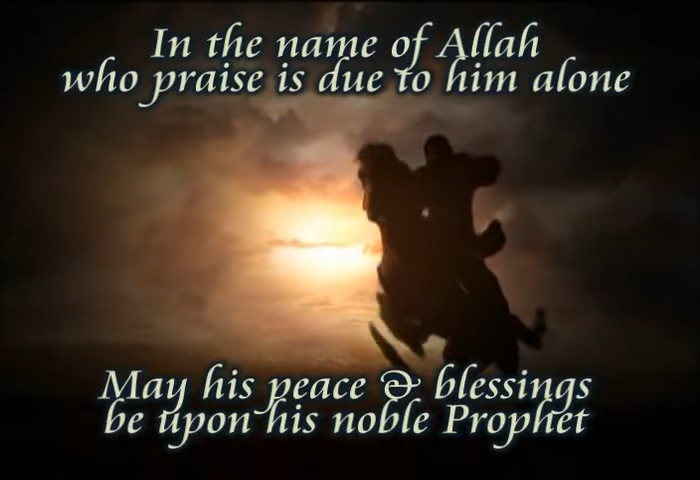 In the name of Allah
who praise is due to him alone
May his peace & blessings
be upon his noble Prophet